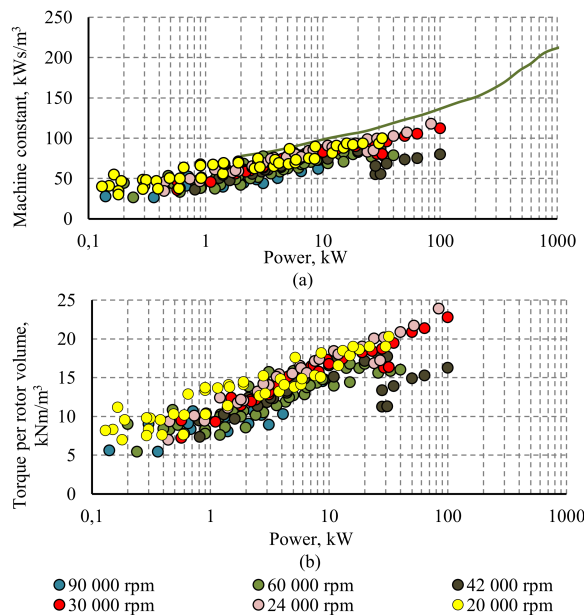 Machine constant, kWs/m³
250
200
150
100
50
0
0,1
1
10
100
1000
Power, kW
(a)
Torque per rotor volume,
kNm/m³
25
20
15
10
5
0
0,1
1
10
100
1000
Power, kW
(b)
90 000 rpm
60 000 rpm
42 000 rpm
30 000 rpm
24 000 rpm
20 000 rpm